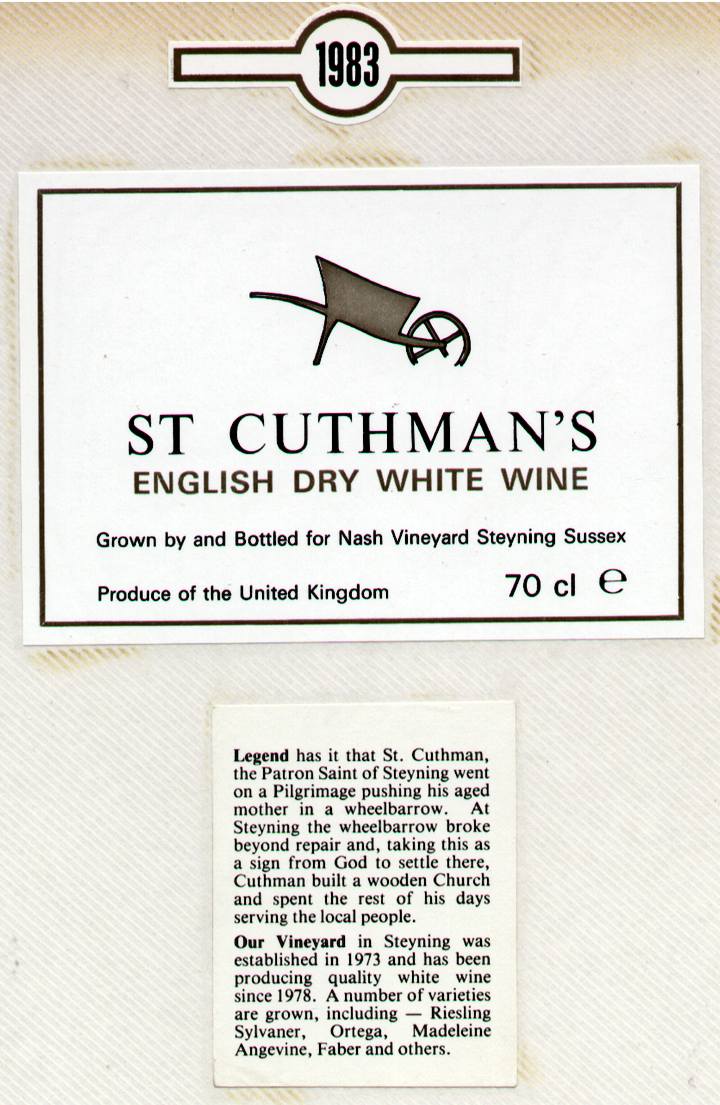 1983
ST CUTHMAN'S
ENGLISH DRY WHITE WINE
Grown by and Bottled for Nash Vineyard Steyning Sussex
Produce of the United Kingdom 70 cl ℮
Legend has it that St. Cuthman,
the Patron Saint of Steyning went
on a Pilgrimage pushing his aged
mother in a wheelbarrow. At
Steyning the wheelbarrow broke
beyond repair and, taking this as
a sign from God to settle there,
Cuthman built a wooden Church
and spent the rest of his days
serving the local people.
Our Vineyard in Steyning was
established in 1973 and has been
producing quality white wine
since 1978. A number of varieties
are grown, including — Riesling
Sylvaner, Ortega, Madeleine
Angevine, Faber and others.